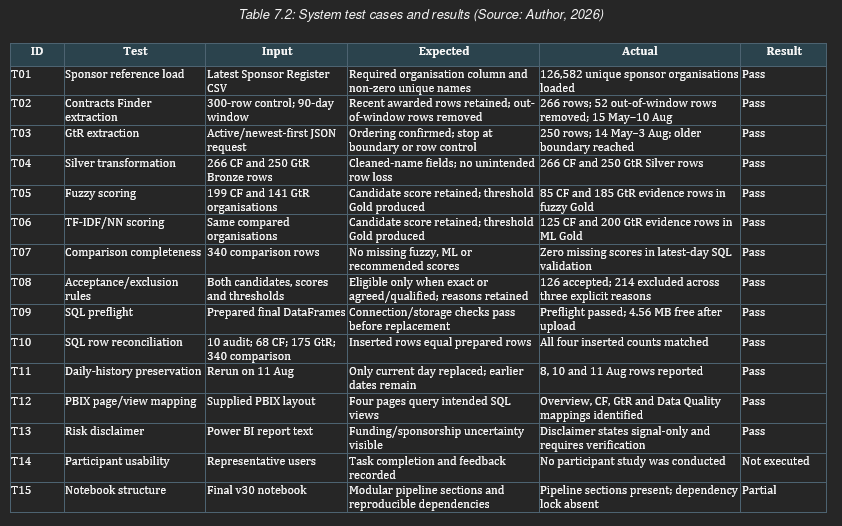 Table 7.2: System test cases and results (Source: Author, 2026)
ID Test Input Expected Actual Result
T01 Sponsor reference load Latest Sponsor Register CSV Required organisation column and non-zero unique names 126,582 unique sponsor organisations loaded Pass
T02 Contracts Finder extraction 300-row control; 90-day window Recent awarded rows retained; out-of-window rows removed 266 rows; 52 out-of-window rows removed; 15 May–10 Aug Pass
T03 GtR extraction Active/newest-first JSON request Ordering confirmed; stop at boundary or row control 250 rows; 14 May–3 Aug; older boundary reached Pass
T04 Silver transformation 266 CF and 250 GtR Bronze rows Cleaned-name fields; no unintended row loss 266 CF and 250 GtR Silver rows Pass
T05 Fuzzy scoring 199 CF and 141 GtR organisations Candidate score retained; threshold Gold produced 85 CF and 185 GtR evidence rows in fuzzy Gold Pass
T06 TF-IDF/NN scoring Same compared organisations Candidate score retained; threshold Gold produced 125 CF and 200 GtR evidence rows in ML Gold Pass
T07 Comparison completeness 340 comparison rows No missing fuzzy, ML or recommended scores Zero missing scores in latest-day SQL validation Pass
T08 Acceptance/exclusion rules Both candidates, scores and thresholds Eligible only when exact or agreed/qualified; reasons retained 126 accepted; 214 excluded across three explicit reasons Pass
T09 SQL preflight Prepared final DataFrames Connection/storage checks pass before replacement Preflight passed; 4.56 MB free after upload Pass
T10 SQL row reconciliation 10 audit; 68 CF; 175 GtR; 340 comparison Inserted rows equal prepared rows All four inserted counts matched Pass
T11 Daily-history preservation Rerun on 11 Aug Only current day replaced; earlier dates remain 8, 10 and 11 Aug rows reported Pass
T12 PBIX page/view mapping Supplied PBIX layout Four pages query intended SQL views Overview, CF, GtR and Data Quality mappings identified Pass
T13 Risk disclaimer Power BI report text Funding/sponsorship uncertainty visible Disclaimer states signal-only and requires verification Pass
T14 Participant usability Representative users Task completion and feedback recorded No participant study was conducted Not executed
T15 Notebook structure Final v30 notebook Modular pipeline sections and reproducible dependencies Pipeline sections present; dependency lock absent Partial